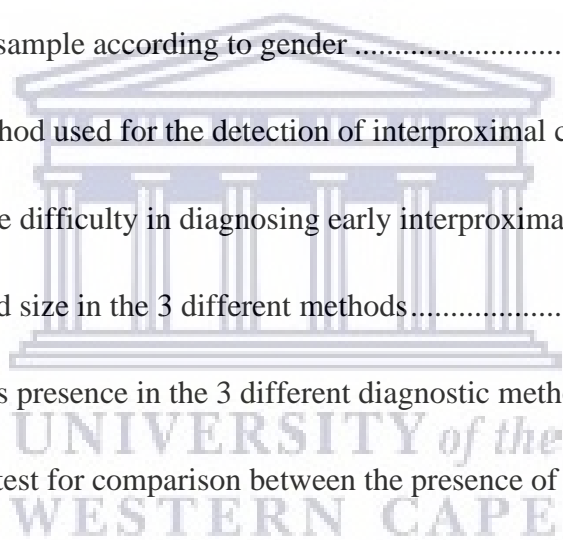 sample according to gender ........................
hod used for the detection of interproximal
e difficulty in diagnosing early interproxima
d size in the 3 different methods.................
s presence in the 3 different diagnostic meth
UNIVERSITY of the
test for comparison between the presence of
WESTERN CAPE